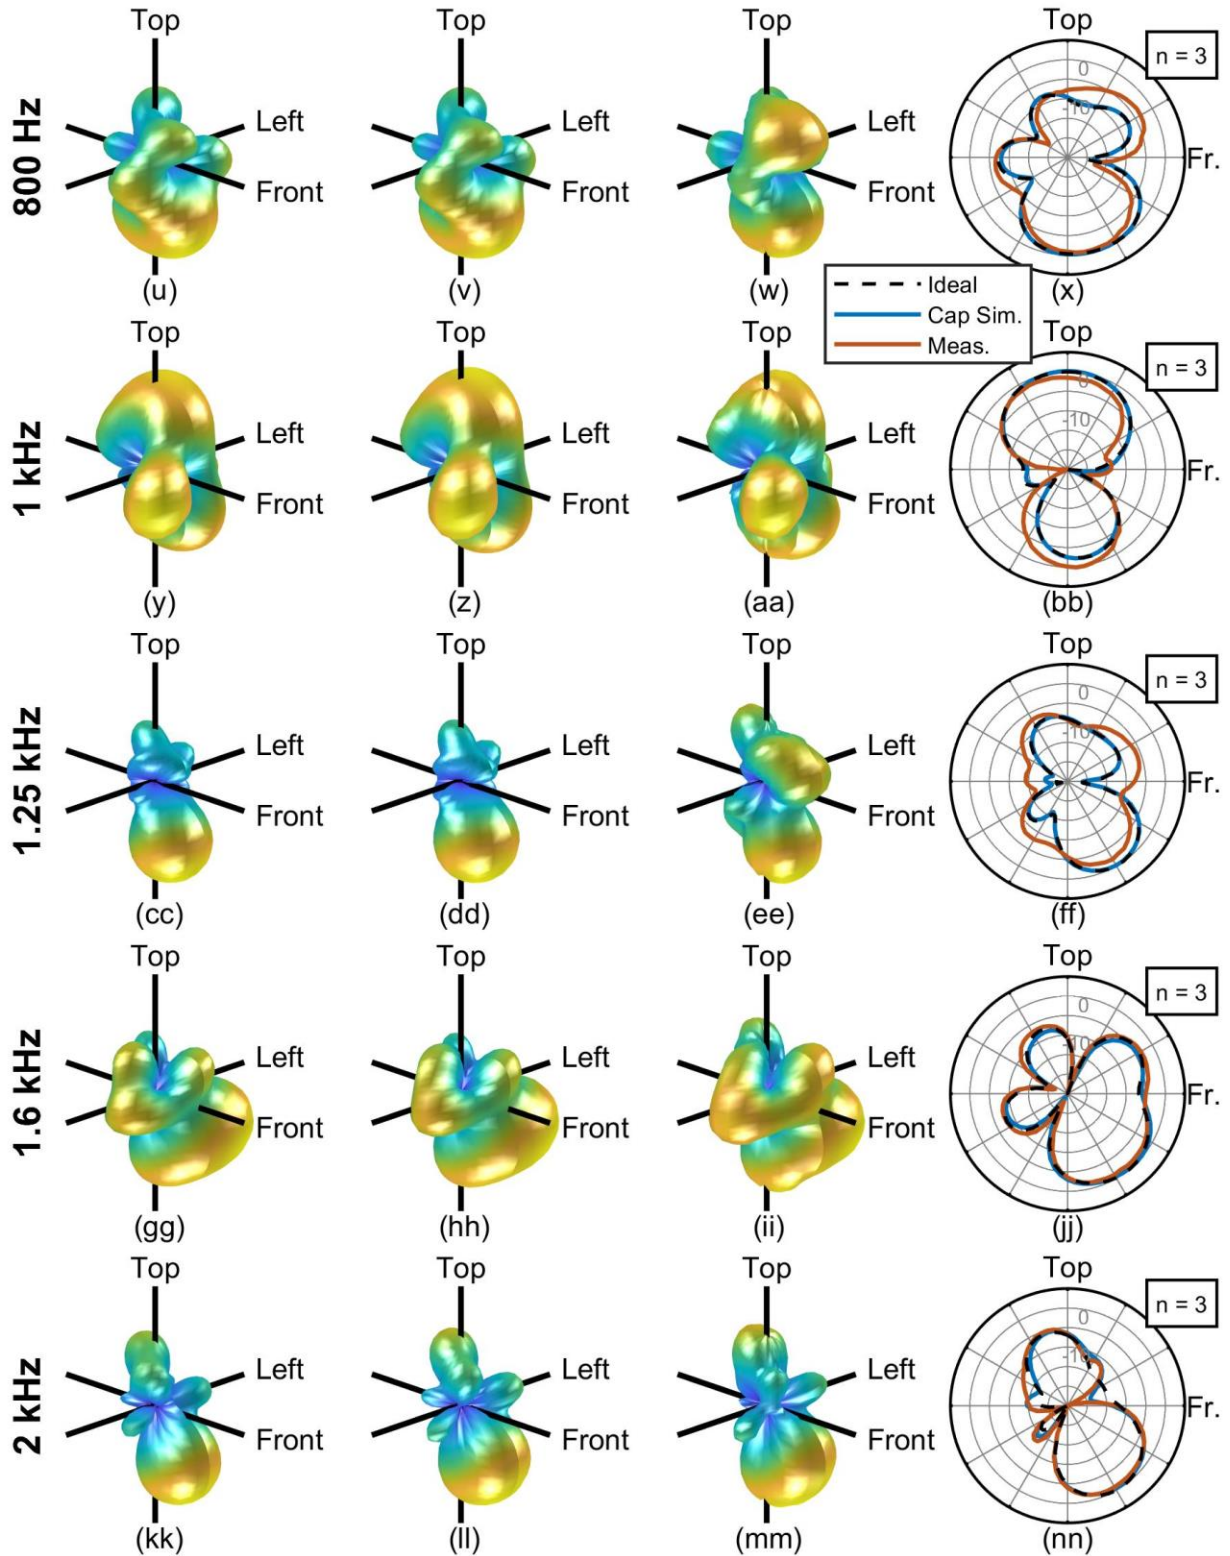 Top Top Top Top
n = 3
0
-10
800 Hz
Left Left
Front Front Front Fr.
Left
(u) (v) (w) (x)
Ideal
Cap Sim.
Meas.
Top Top Top Top
n = 3
0
-10
1 kHz
Left Left Left
Front Front Front Fr.
(y) (z) (aa) (bb)
Top Top Top Top
n = 3
0
-10
1.25 kHz
Left Left Left
Front Front Front Fr.
(cc) (dd) (ee) (ff)
Top Top Top Top
n = 3
0
-10
1.6 kHz
Left Left Left
Front Front Front Fr.
(gg) (hh) (ii) (jj)
Top Top Top Top
n = 3
0
-10
2 kHz
Left Left Left
Front Front Front Fr.
(kk) (ll) (mm) (nn)